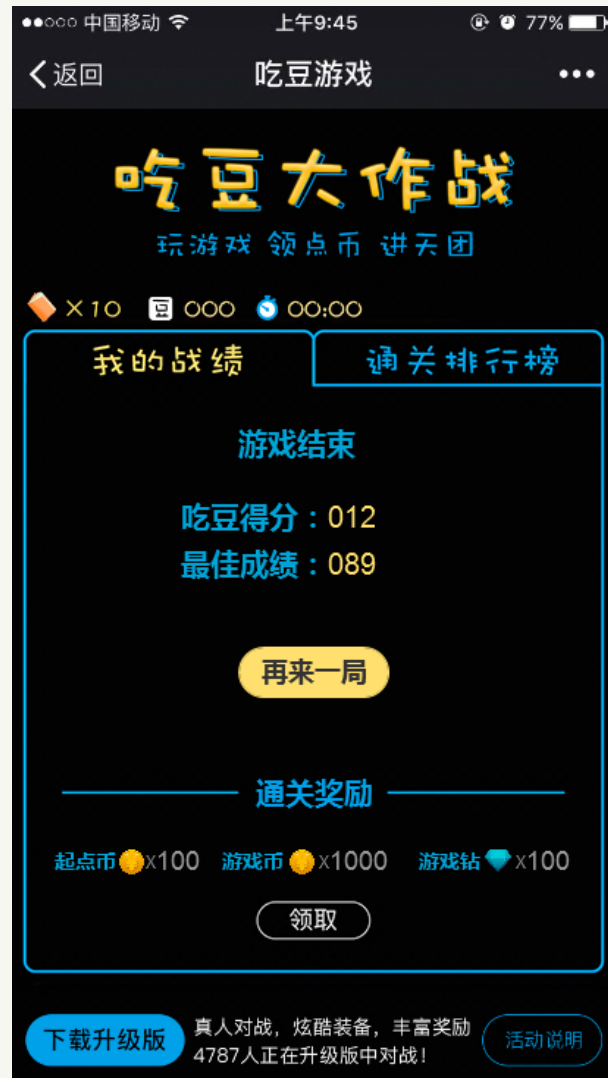 中国移动 上午9:45 77%
返回 吃豆游戏
吃豆大作战
玩游戏 领点币 进天团
×10 豆 000 00:00
我的战绩 通关排行榜
游戏结束
吃豆得分：012
最佳成绩：089
再来一局
通关奖励
起点币 x100 游戏币 x1000 游戏钻 x100
领取
下载升级版 真人对战，炫酷装备，丰富奖励 活动说明
4787人正在升级版中对战！